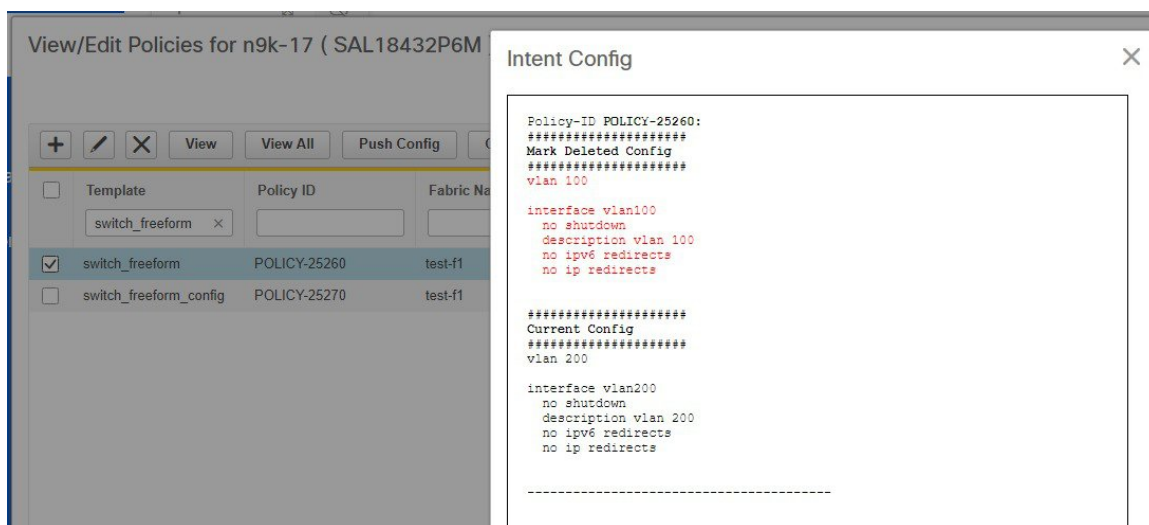 View/Edit Policies for n9k-17 ( SAL18432P6M )
View
View All
Push Config
Template
Policy ID
Fabric Na
switch_freeform
switch_freeform
POLICY-25260
test-f1
switch_freeform_config
POLICY-25270
test-f1
Intent Config
Policy-ID POLICY-25260:
#####################
Mark Deleted Config
#####################
vlan 100
interface vlan100
no shutdown
description vlan 100
no ipv6 redirects
no ip redirects
#####################
Current Config
#####################
vlan 200
interface vlan200
no shutdown
description vlan 200
no ipv6 redirects
no ip redirects
----------------------------------------